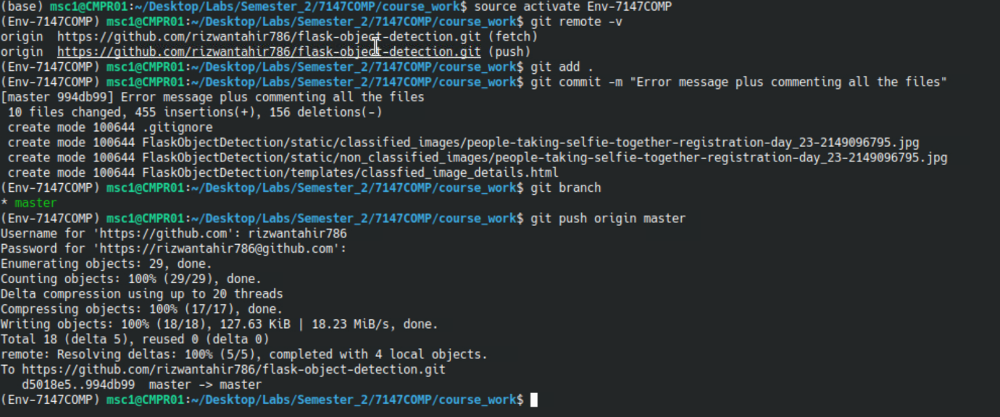 (base) msc1@CMPR01:~/Desktop/Labs/Semester_2/7147COMP/course_work$ source activate Env-7147COMP
(Env-7147COMP) msc1@CMPR01:~/Desktop/Labs/Semester_2/7147COMP/course_work$ git remote -v
origin  https://github.com/rizwantahir786/flask-object-detection.git (fetch)
origin  https://github.com/rizwantahir786/flask-object-detection.git (push)
(Env-7147COMP) msc1@CMPR01:~/Desktop/Labs/Semester_2/7147COMP/course_work$ git add .
(Env-7147COMP) msc1@CMPR01:~/Desktop/Labs/Semester_2/7147COMP/course_work$ git commit -m "Error message plus commenting all the files"
[master 994db99] Error message plus commenting all the files
 10 files changed, 455 insertions(+), 156 deletions(-)
 create mode 100644 .gitignore
 create mode 100644 FlaskObjectDetection/static/classified_images/people-taking-selfie-together-registration-day_23-2149096795.jpg
 create mode 100644 FlaskObjectDetection/static/non_classified_images/people-taking-selfie-together-registration-day_23-2149096795.jpg
 create mode 100644 FlaskObjectDetection/templates/classfied_image_details.html
(Env-7147COMP) msc1@CMPR01:~/Desktop/Labs/Semester_2/7147COMP/course_work$ git branch
* master
(Env-7147COMP) msc1@CMPR01:~/Desktop/Labs/Semester_2/7147COMP/course_work$ git push origin master
Username for 'https://github.com': rizwantahir786
Password for 'https://rizwantahir786@github.com':
Enumerating objects: 29, done.
Counting objects: 100% (29/29), done.
Delta compression using up to 20 threads
Compressing objects: 100% (17/17), done.
Writing objects: 100% (18/18), 127.63 KiB | 18.23 MiB/s, done.
Total 18 (delta 5), reused 0 (delta 0)
remote: Resolving deltas: 100% (5/5), completed with 4 local objects.
To https://github.com/rizwantahir786/flask-object-detection.git
   d5018e5..994db99  master -> master
(Env-7147COMP) msc1@CMPR01:~/Desktop/Labs/Semester_2/7147COMP/course_work$